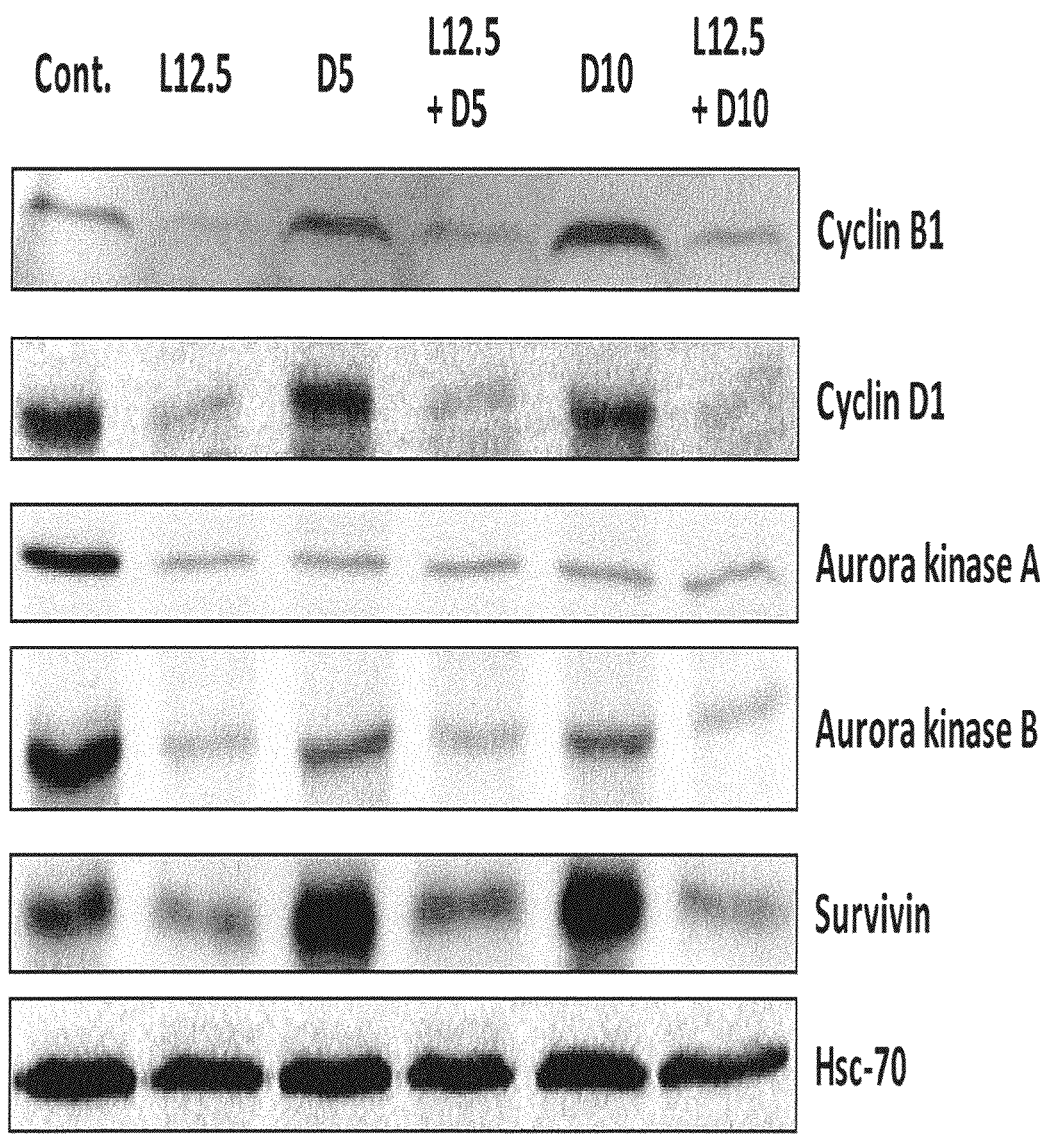 Cont.
L12.5
D5
L12.5
+ D5
D10
L12.5
+ D10
Cyclin B1
Cyclin D1
Aurora kinase A
Aurora kinase B
Survivin
Hsc-70